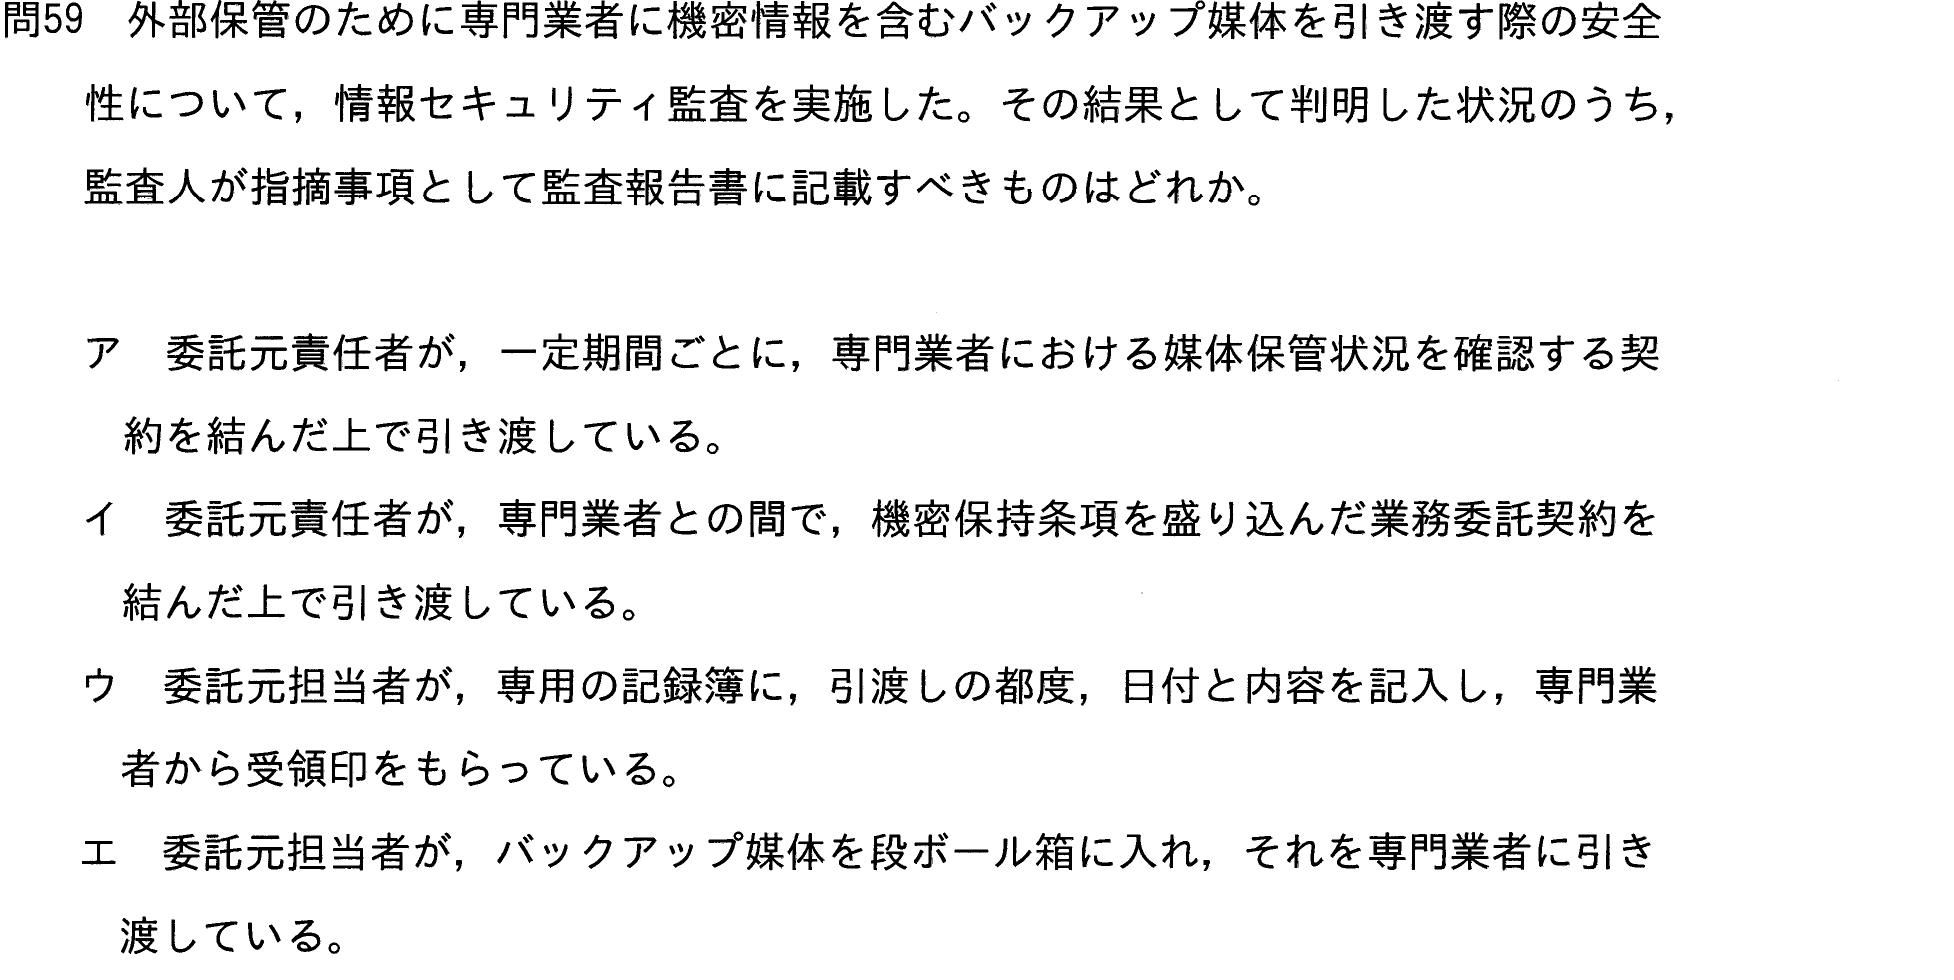 問59　外部保管のために専門業者に機密情報を含むバックアップ媒体を引き渡す際の安全
性について，情報セキュリティ監査を実施した。その結果として判明した状況のうち，
監査人が指摘事項として監査報告書に記載すべきものはどれか。
ア　委託元責任者が，一定期間ごとに，専門業者における媒体保管状況を確認する契
約を結んだ上で引き渡している。
イ　委託元責任者が，専門業者との間で，機密保持条項を盛り込んだ業務委託契約を
結んだ上で引き渡している。
ウ　委託元担当者が，専用の記録簿に，引渡しの都度，日付と内容を記入し，専門業
者から受領印をもらっている。
エ　委託元担当者が，バックアップ媒体を段ボール箱に入れ，それを専門業者に引き
渡している。